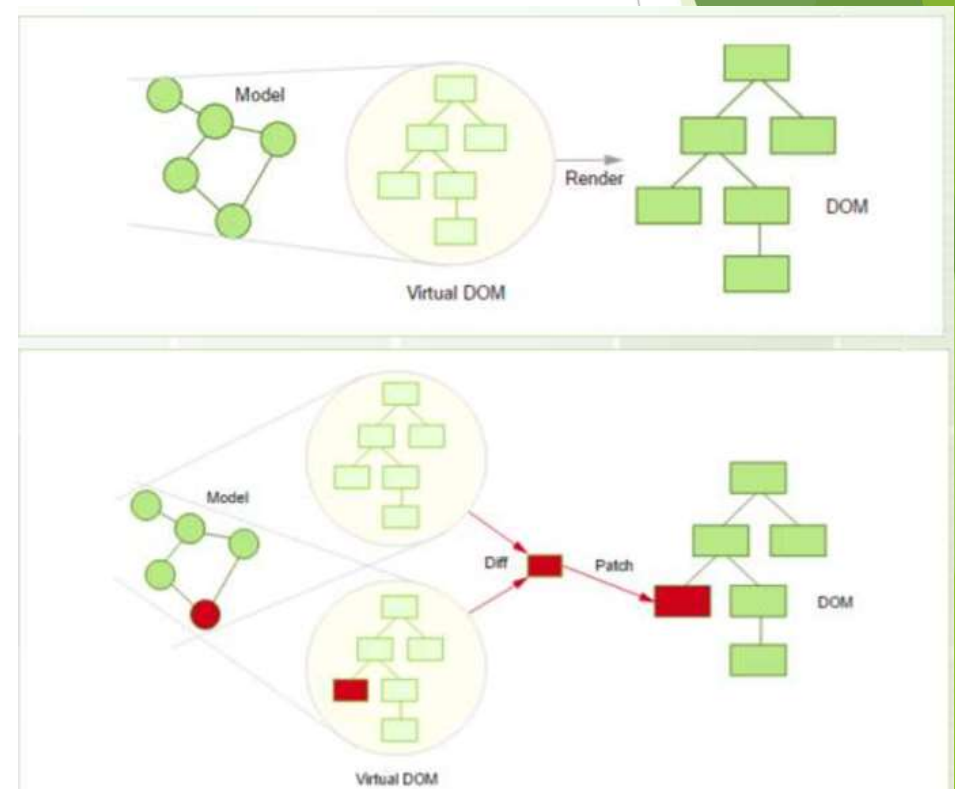 Model
Render
DOM
Virtual DOM
Model
Diff
Patch
DOM
Virtual DOM